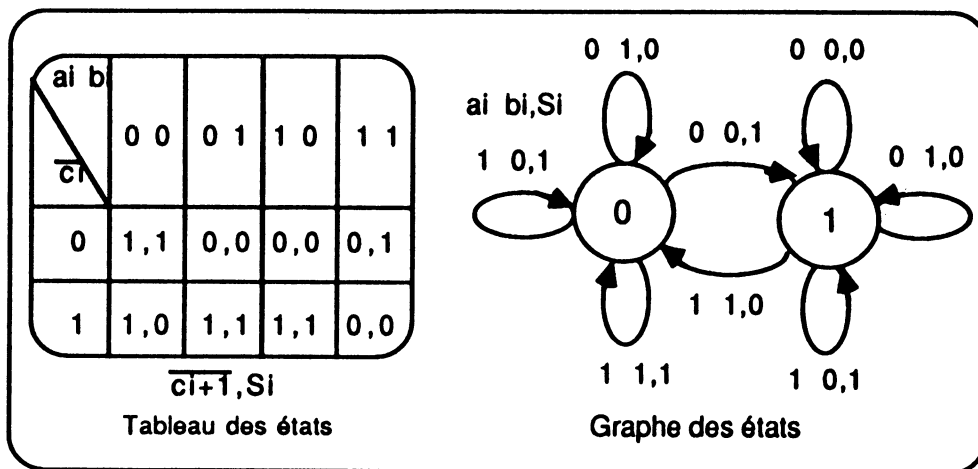 ai bi
0 0 0 1 1 0 1 1
c̅i̅
0 1,1 0,0 0,0 0,1
1 1,0 1,1 1,1 0,0
c̅i̅+̅1̅,Si
Tableau des états
0 1,0
0 0,0
ai bi,Si
0 0,1
1 0,1
0 1,0
0
1
1 1,0
1 1,1
1 0,1
Graphe des états